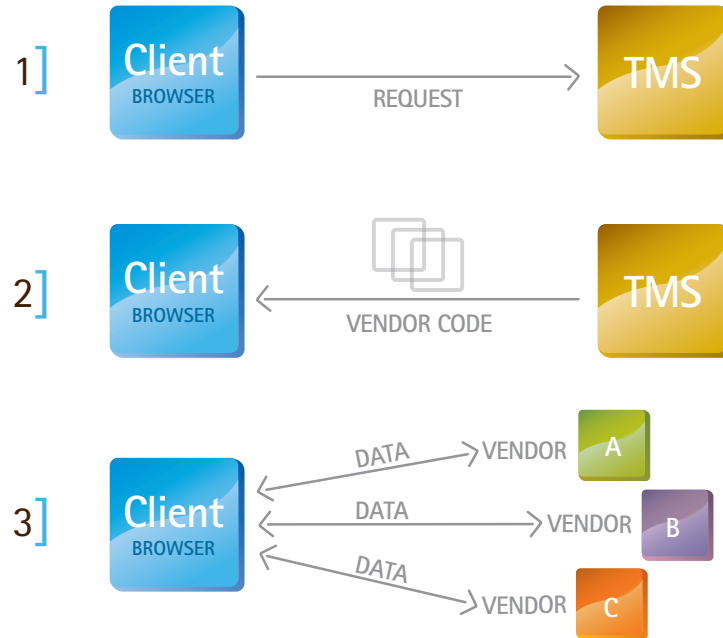 1]
Client
BROWSER
REQUEST
TMS
2]
Client
BROWSER
VENDOR CODE
TMS
3]
Client
BROWSER
DATA
VENDOR A
DATA
VENDOR B
DATA
VENDOR C